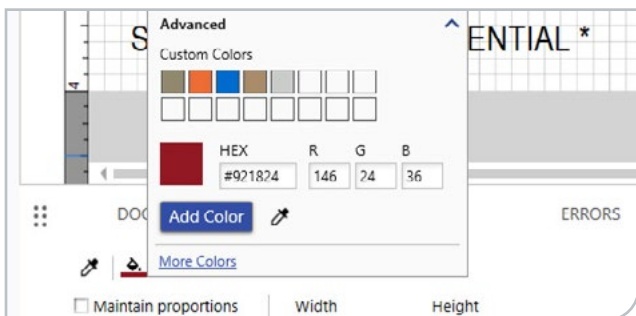 Advanced
S ENTIAL *
Custom Colors
4
HEX R G B
#921824 146 24 36
DOC ERRORS
Add Color
More Colors
Maintain proportions Width Height